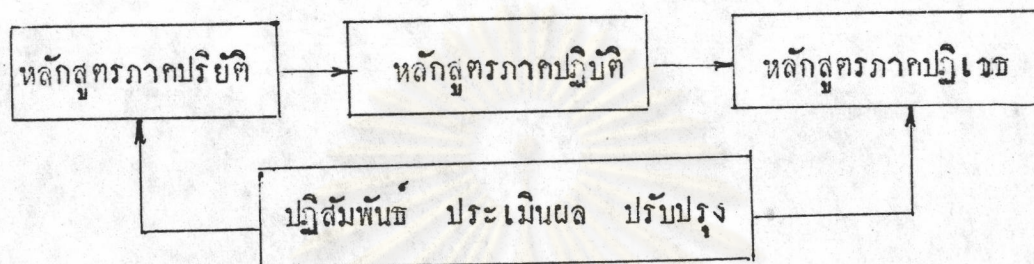 หลักสูตรภาคปริยัติ หลักสูตรภาคปฏิบัติ หลักสูตรภาคปฏิเวธ
ปฏิสัมพันธ์ ประเมินผล ปรับปรุง